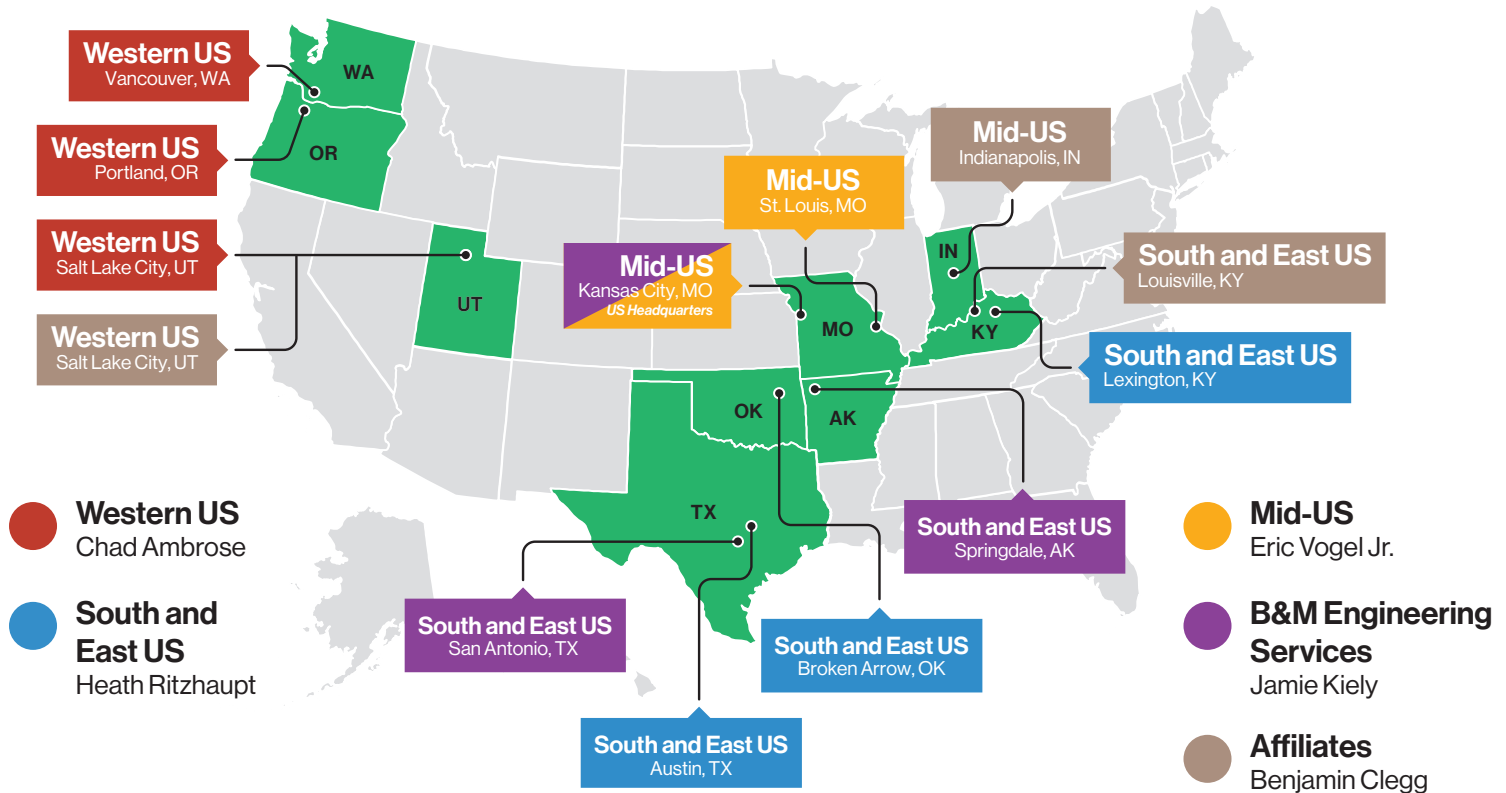 Western US
Vancouver, WA
WA
Western US
Portland, OR
OR
Mid-US
Indianapolis, IN
Mid-US
St. Louis, MO
Western US
Salt Lake City, UT
Mid-US
Kansas City, MO
US Headquarters
IN
South and East US
Louisville, KY
UT
MO
KY
Western US
Salt Lake City, UT
South and East US
Lexington, KY
OK
AK
TX
Western US
Chad Ambrose
South and East US
Springdale, AK
Mid-US
Eric Vogel Jr.
South and
East US
Heath Ritzhaupt
South and East US
San Antonio, TX
South and East US
Broken Arrow, OK
B&M Engineering
Services
Jamie Kiely
South and East US
Austin, TX
Affiliates
Benjamin Clegg